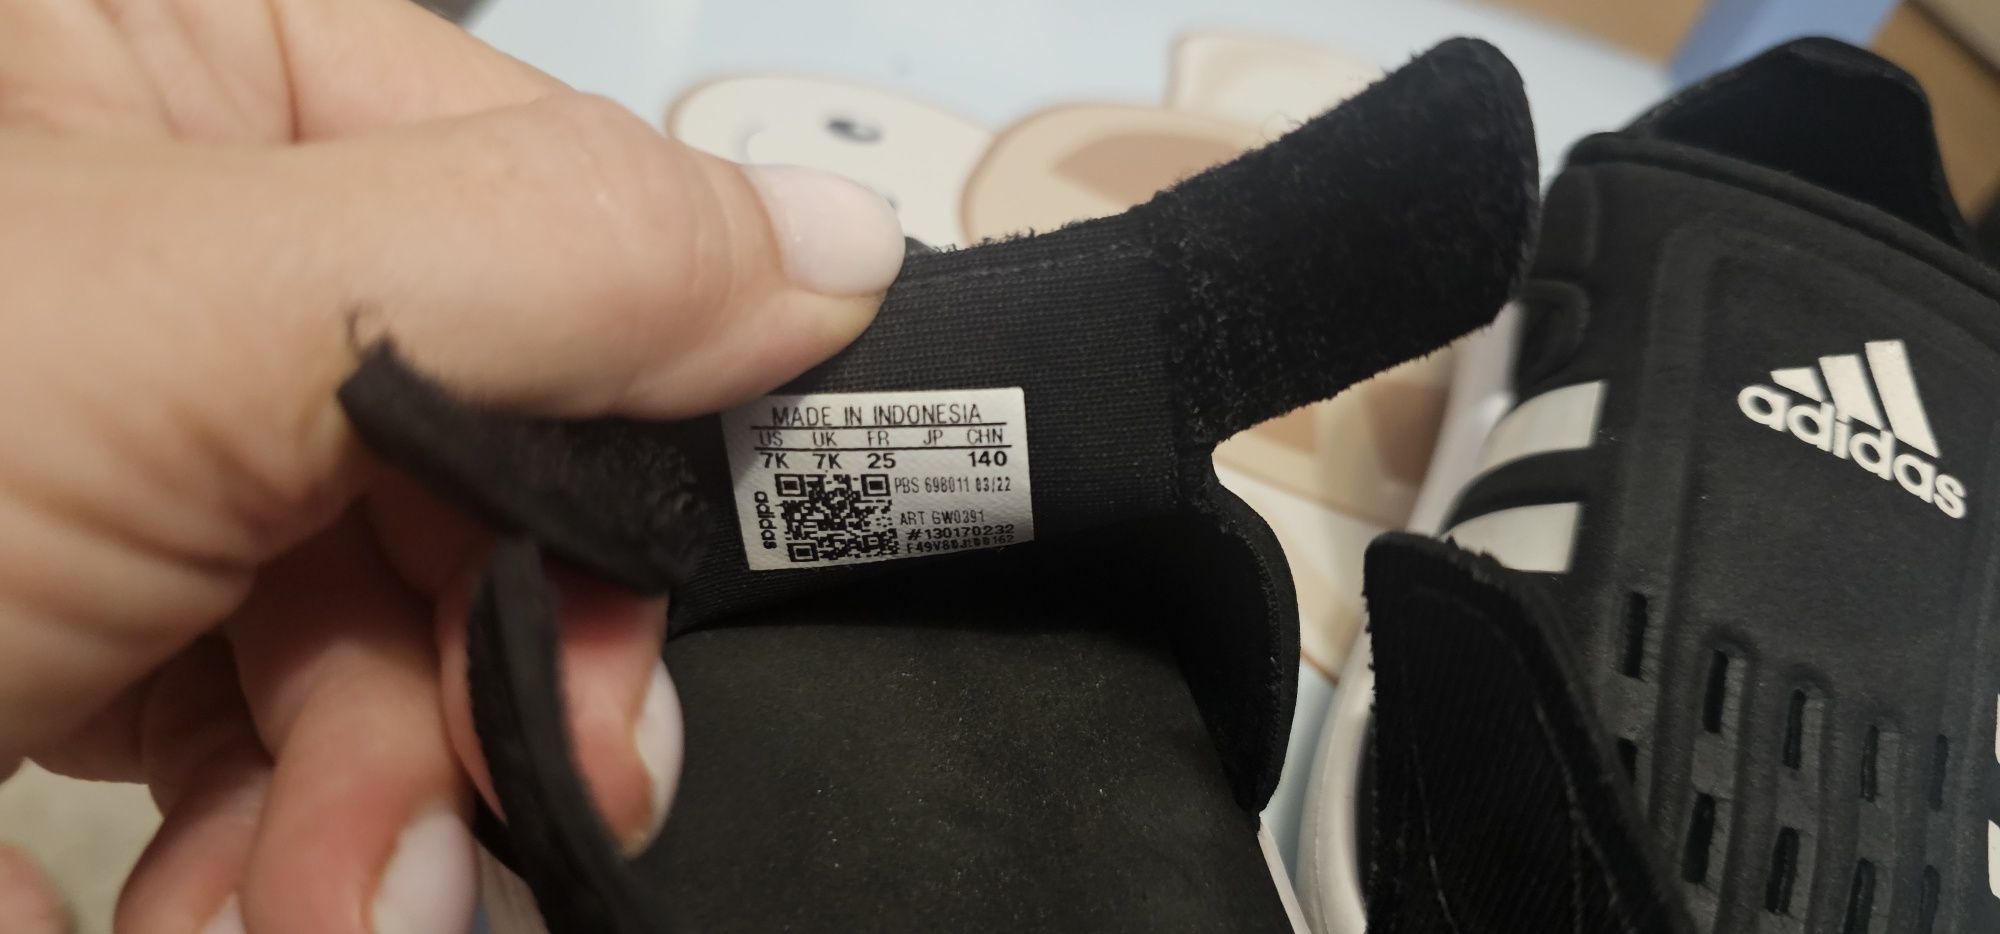 MADE IN INDONESIA
US UK FR JP CHN
7K 7K 25 140
PBS 698011 03/22
ART GW0391
#130170232
adidas
adidas